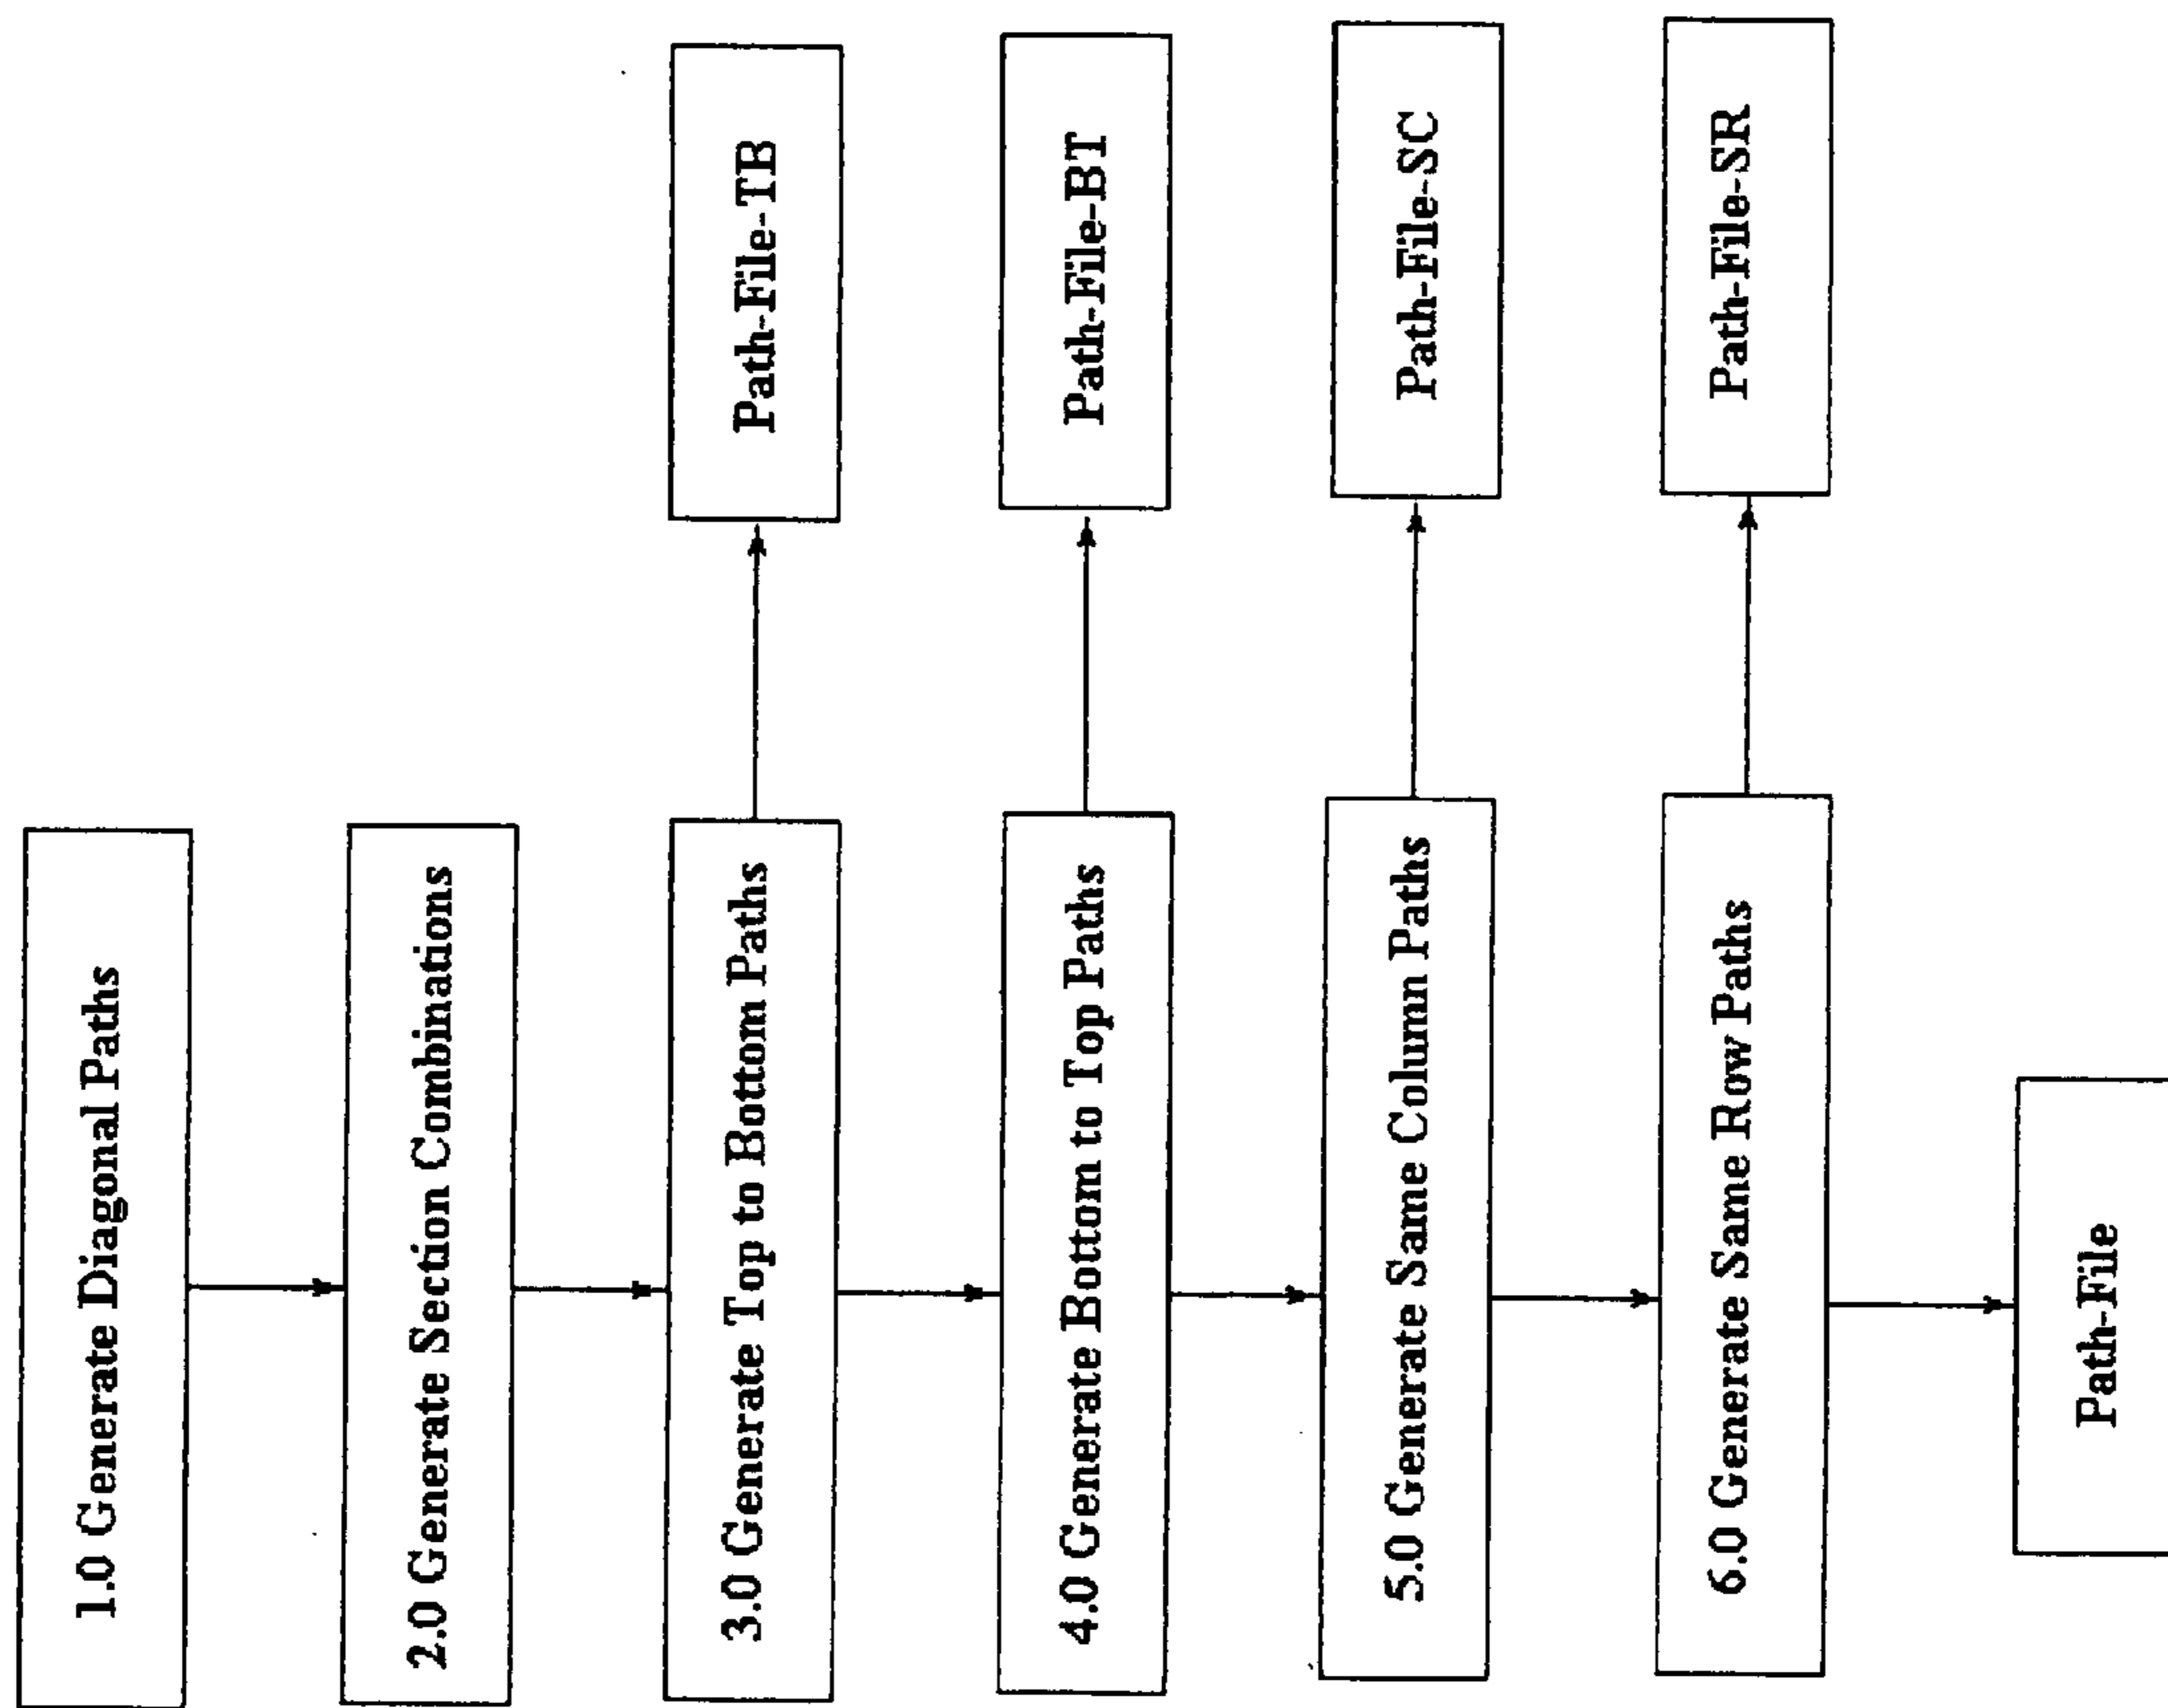 1.0 Generate Diagonal Paths
2.0 Generate Section Combinations
3.0 Generate Top to Bottom Paths
Path-File-TB
4.0 Generate Bottom to Top Paths
Path-File-BT
5.0 Generate Same Column Paths
Path-File-SC
6.0 Generate Same Row Paths
Path-File-SR
Path-File